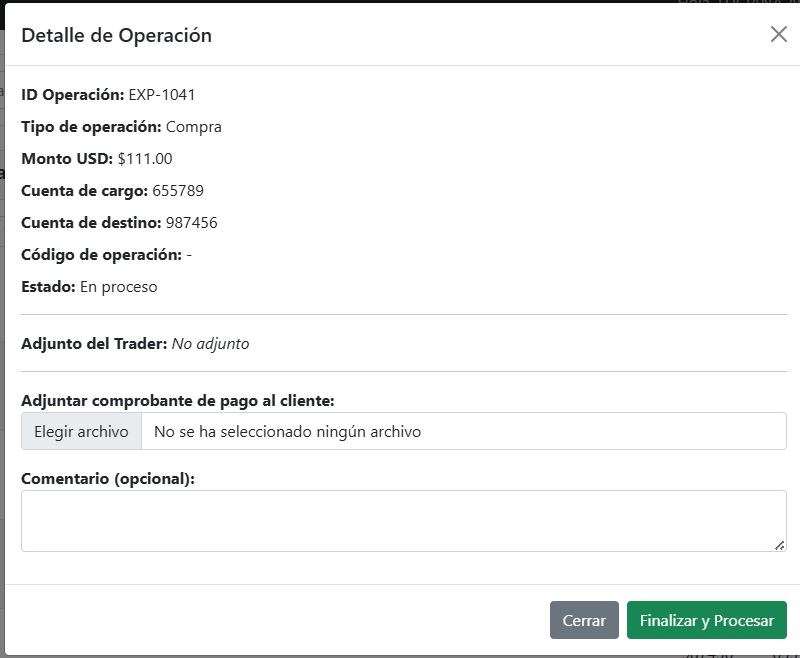 Detalle de Operación
ID Operación: EXP-1041
Tipo de operación: Compra
Monto USD: $111.00
Cuenta de cargo: 655789
Cuenta de destino: 987456
Código de operación: -
Estado: En proceso
Adjunto del Trader: No adjunto
Adjuntar comprobante de pago al cliente:
Elegir archivo No se ha seleccionado ningún archivo
Comentario (opcional):
Cerrar Finalizar y Procesar